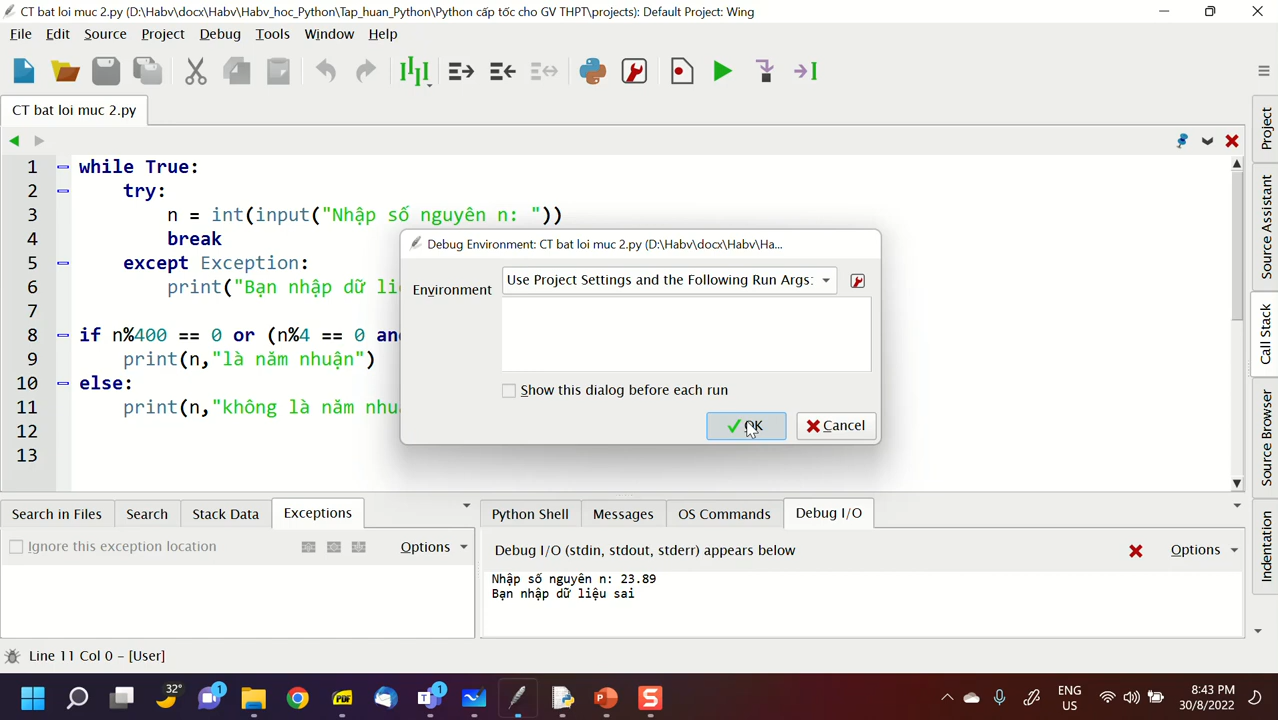 CT bat loi muc 2.py (D:\Habv\docx\Habv\Habv_hoc_Python\Tap_huan_Python\Python cấp tốc cho GV THPT\projects): Default Project: Wing
File Edit Source Project Debug Tools Window Help
CT bat loi muc 2.py
1 while True:
2 try:
3 n = int(input("Nhập số nguyên n: "))
4 break
5 except Exception:
6 print("Bạn nhập dữ
7
8 if n%400 == 0 or (n%4 == 0
9 print(n,"là năm nhuận")
10 else:
11 print(n,"không là năm
12
13
Debug Environment: CT bat loi muc 2.py (D:\Habv\docx\Habv\Ha...
Environment
Use Project Settings and the Following Run Args:
Show this dialog before each run
OK
Cancel
Project
Source Assistant
Call Stack
Source Browser
Indentation
Search in Files Search Stack Data Exceptions
Ignore this exception location
Options
Python Shell Messages OS Commands Debug I/O
Debug I/O (stdin, stdout, stderr) appears below
Options
Nhập số nguyên n: 23.89
Bạn nhập dữ liệu sai
Line 11 Col 0 – [User]
32°
1
1
PDF
S
ENG
US
8:43 PM
30/8/2022